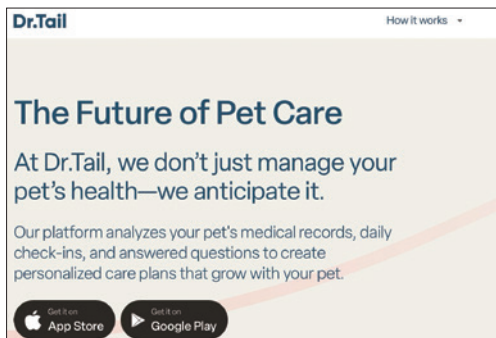 Dr.Tail
How it works
The Future of Pet Care
At Dr.Tail, we don’t just manage your
pet’s health—we anticipate it.
Our platform analyzes your pet’s medical records, daily
check-ins, and answered questions to create
personalized care plans that grow with your pet.
Get it on
App Store
Get it on
Google Play